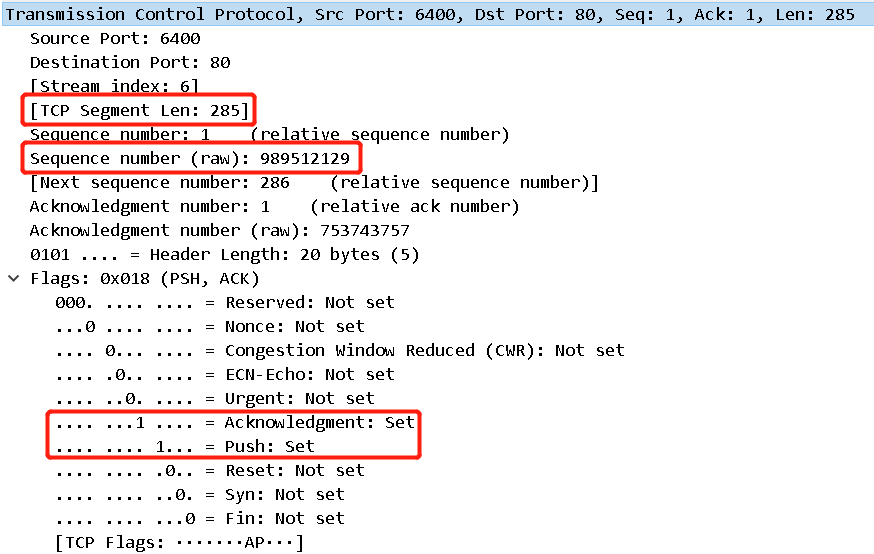 Transmission Control Protocol, Src Port: 6400, Dst Port: 80, Seq: 1, Ack: 1, Len: 285
Source Port: 6400
Destination Port: 80
[Stream index: 6]
[TCP Segment Len: 285]
Sequence number: 1    (relative sequence number)
Sequence number (raw): 989512129
[Next sequence number: 286    (relative sequence number)]
Acknowledgment number: 1    (relative ack number)
Acknowledgment number (raw): 753743757
0101 .... = Header Length: 20 bytes (5)
Flags: 0x018 (PSH, ACK)
000. .... .... = Reserved: Not set
...0 .... .... = Nonce: Not set
.... 0... .... = Congestion Window Reduced (CWR): Not set
.... .0.. .... = ECN-Echo: Not set
.... ..0. .... = Urgent: Not set
.... ...1 .... = Acknowledgment: Set
.... .... 1... = Push: Set
.... .... .0.. = Reset: Not set
.... .... ..0. = Syn: Not set
.... .... ...0 = Fin: Not set
[TCP Flags: ·······AP···]